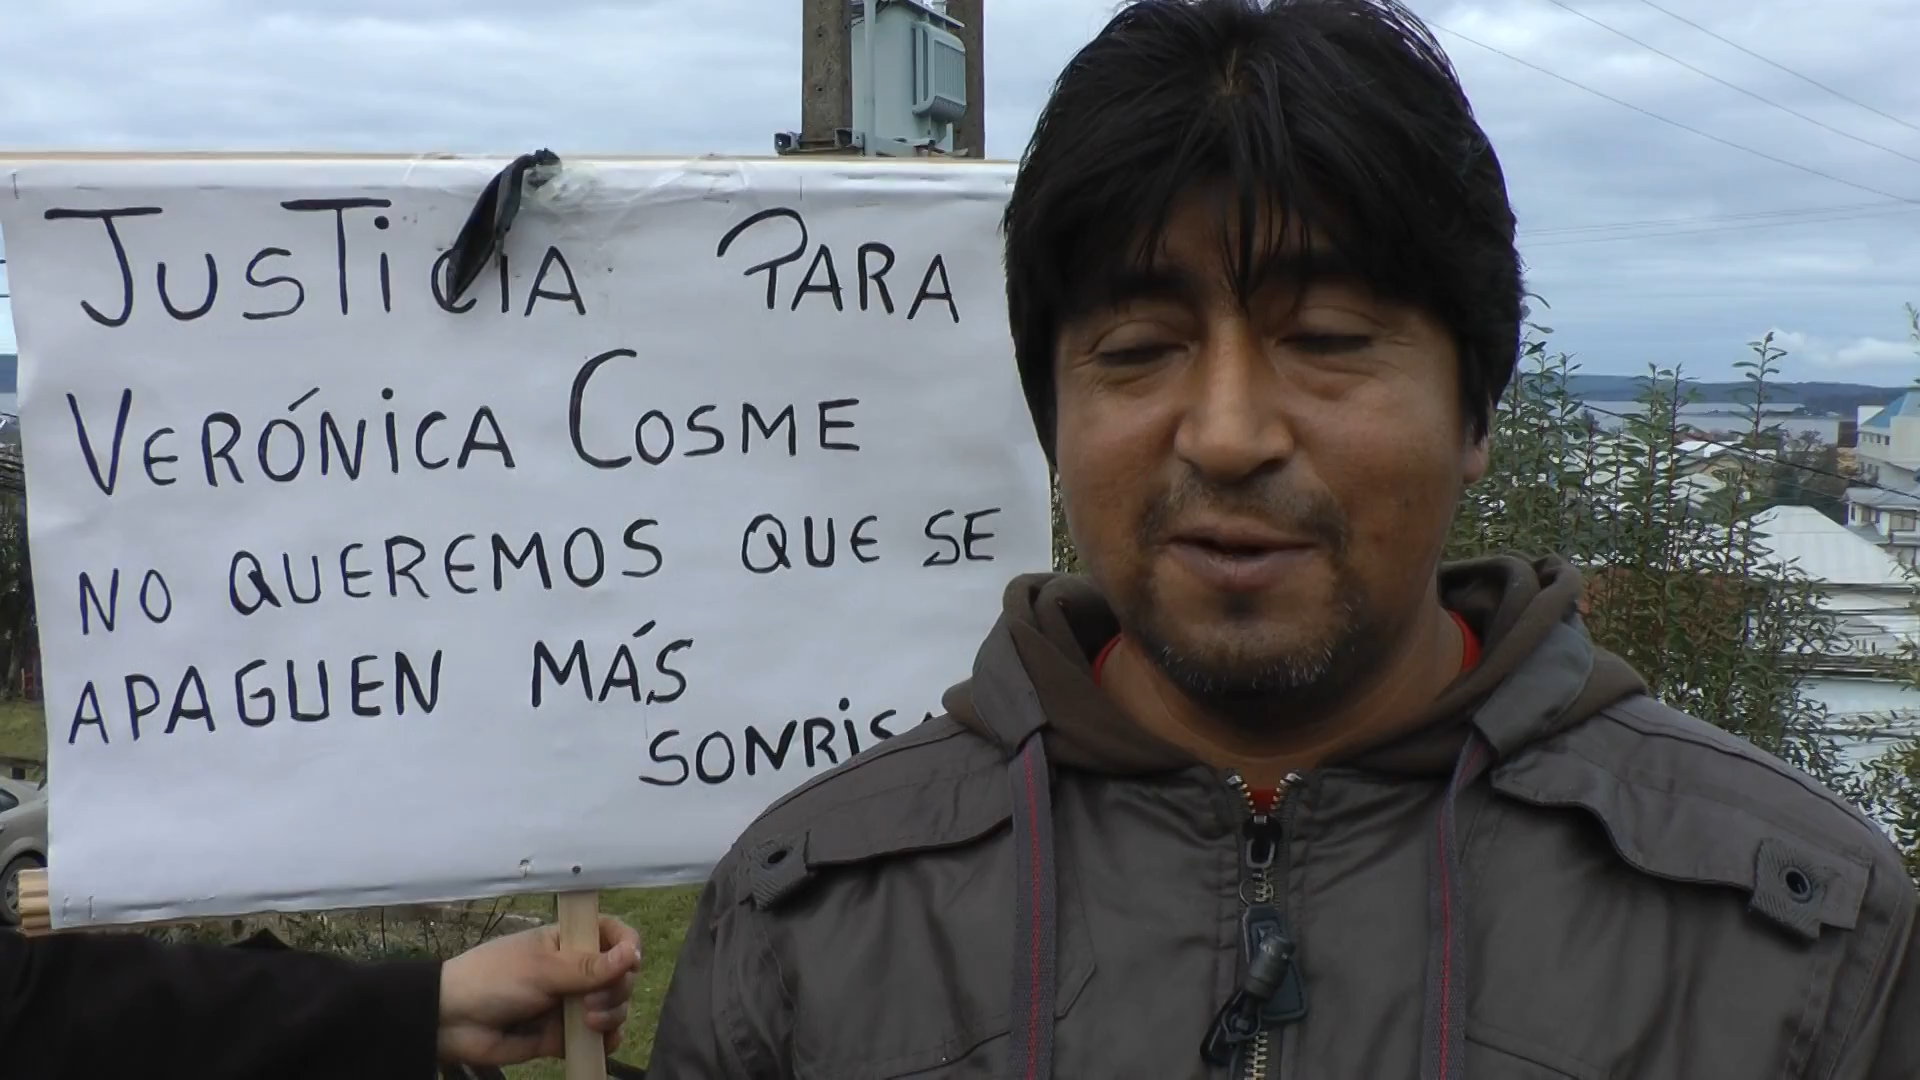 JUSTICIA PARA
VERÓNICA COSME
NO QUEREMOS QUE SE
APAGUEN MÁS